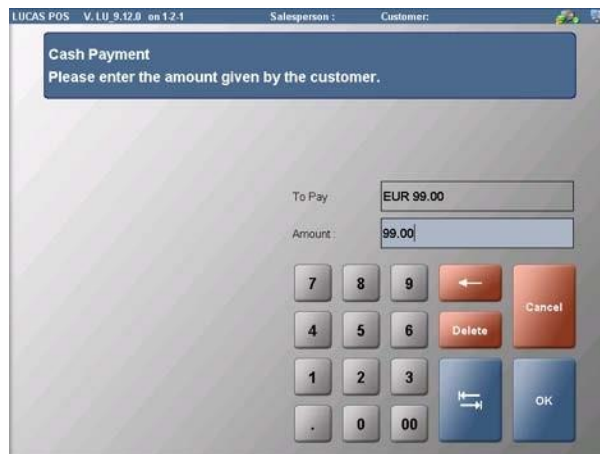 LUCAS POS V. LU_9.12.0 on 1-2-1 Salesperson : Customer:
Cash Payment
Please enter the amount given by the customer.
To Pay EUR 99.00
Amount : 99.00
7 8 9 Cancel
4 5 6 Delete
1 2 3 OK
. 0 00